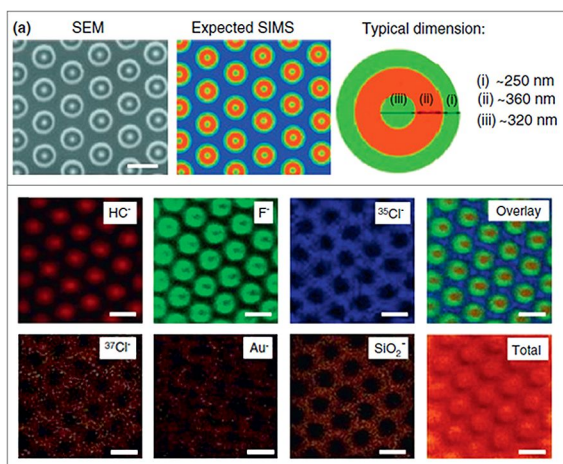 (a) SEM Expected SIMS Typical dimension:
(iii) (ii) (i)
(i) ~250 nm
(ii) ~360 nm
(iii) ~320 nm
HC⁻ F⁻ ³⁵Cl⁻ Overlay
³⁷Cl⁻ Au⁻ SiO₂⁻ Total